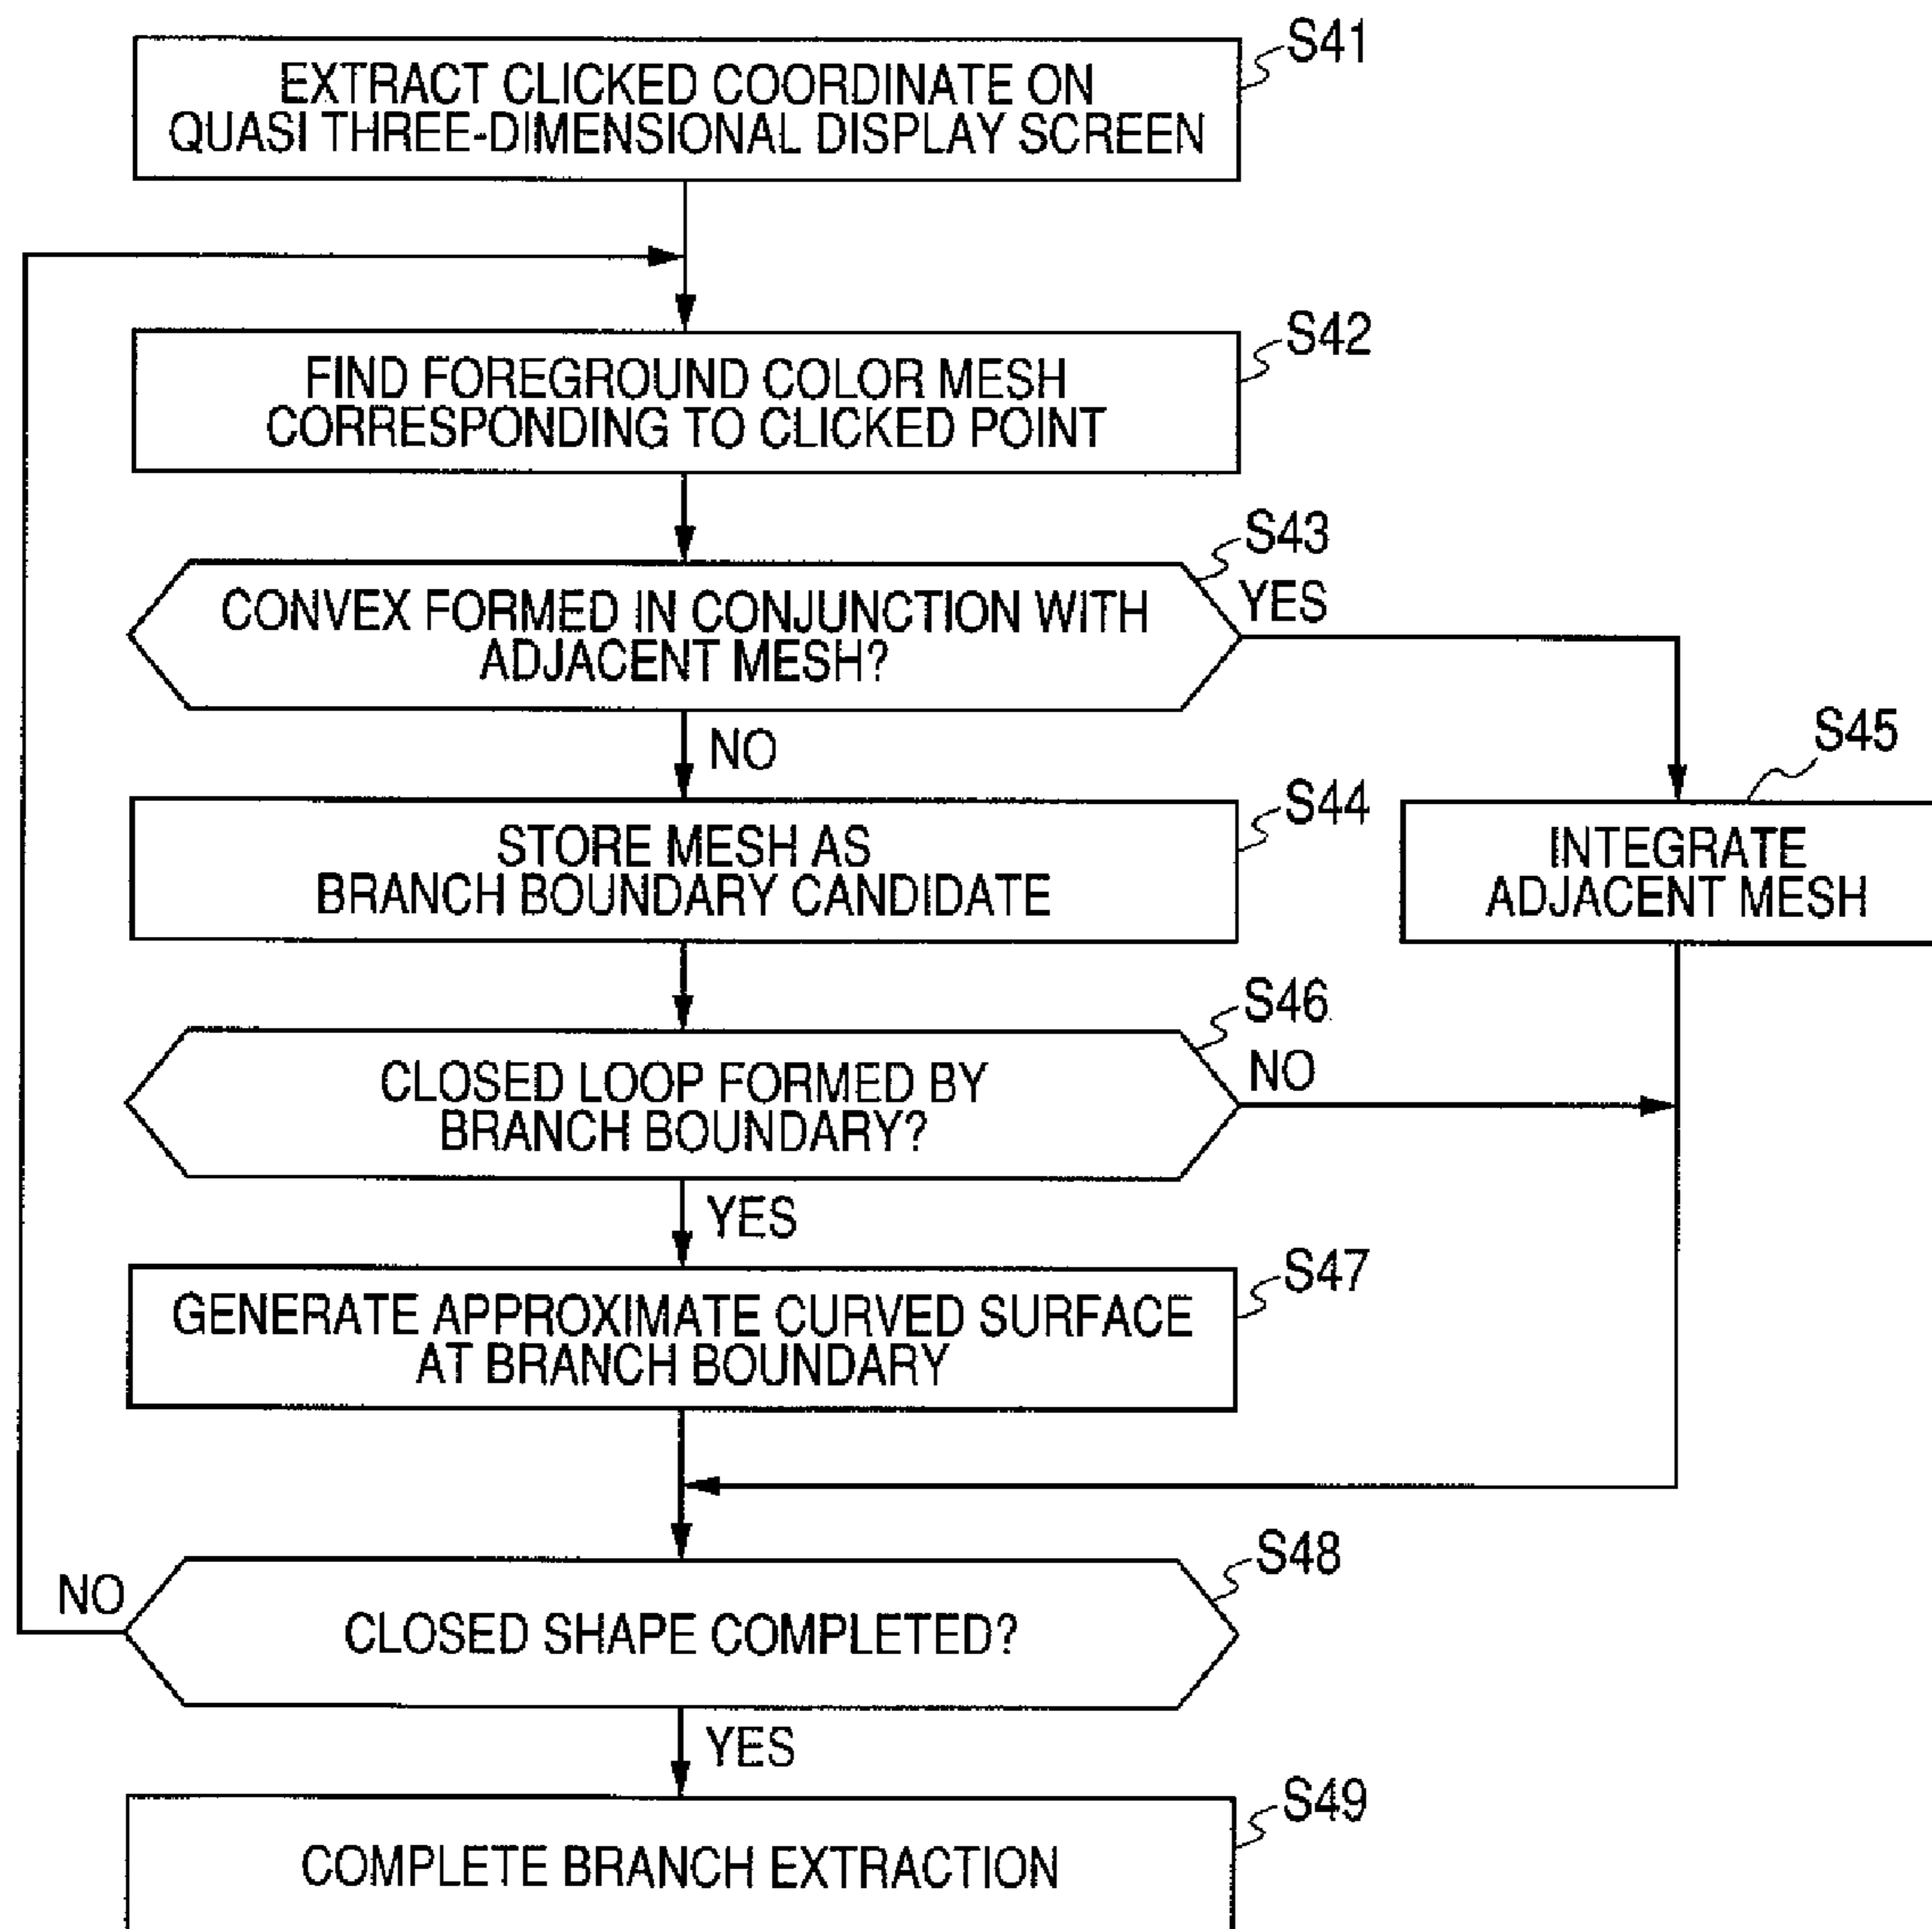 S41
EXTRACT CLICKED COORDINATE ON
QUASI THREE-DIMENSIONAL DISPLAY SCREEN
S42
FIND FOREGROUND COLOR MESH
CORRESPONDING TO CLICKED POINT
S43
CONVEX FORMED IN CONJUNCTION WITH
ADJACENT MESH?
YES
NO
S44
STORE MESH AS
BRANCH BOUNDARY CANDIDATE
S45
INTEGRATE
ADJACENT MESH
S46
CLOSED LOOP FORMED BY
BRANCH BOUNDARY?
NO
YES
S47
GENERATE APPROXIMATE CURVED SURFACE
AT BRANCH BOUNDARY
S48
NO
CLOSED SHAPE COMPLETED?
YES
S49
COMPLETE BRANCH EXTRACTION